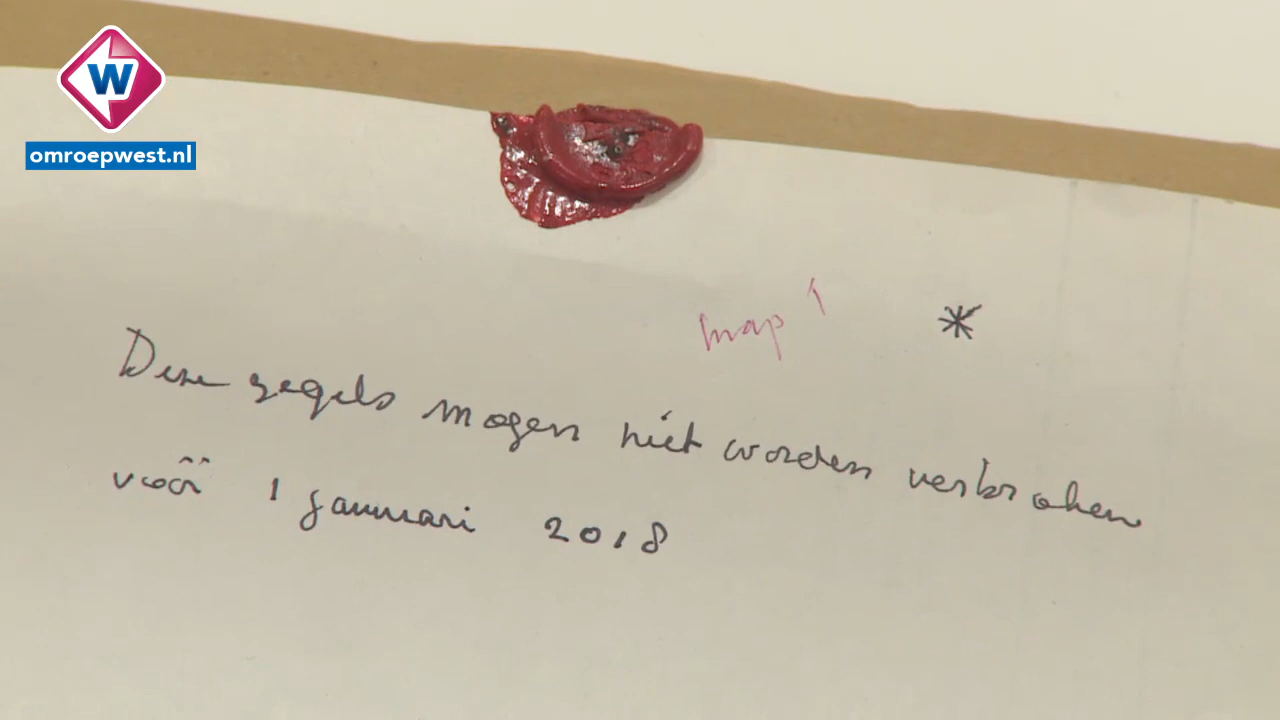 W
omroepwest.nl
map 1
*
Deze zegels mogen niet worden verbroken
vóór 1 januari 2018